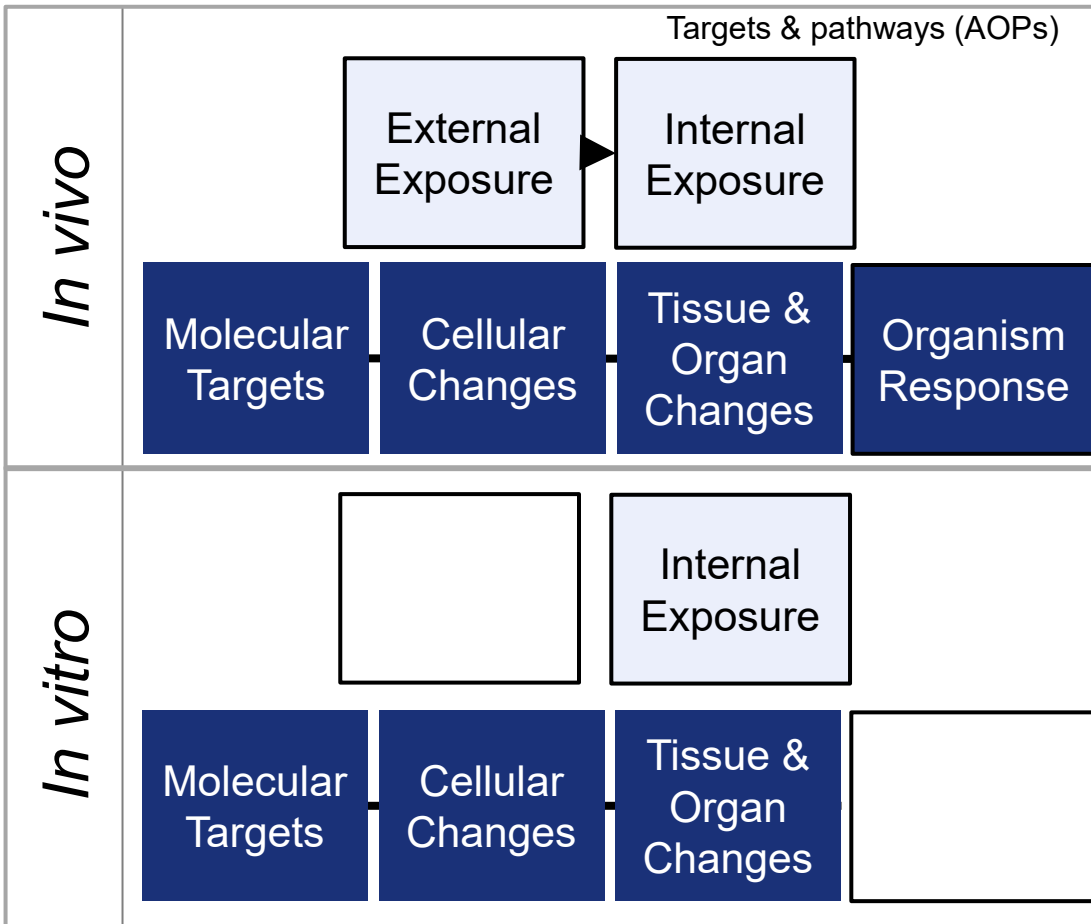 Targets & pathways (AOPs)
In vivo
External
Exposure
Internal
Exposure
Molecular
Targets
Cellular
Changes
Tissue &
Organ
Changes
Organism
Response
In vitro
Internal
Exposure
Molecular
Targets
Cellular
Changes
Tissue &
Organ
Changes